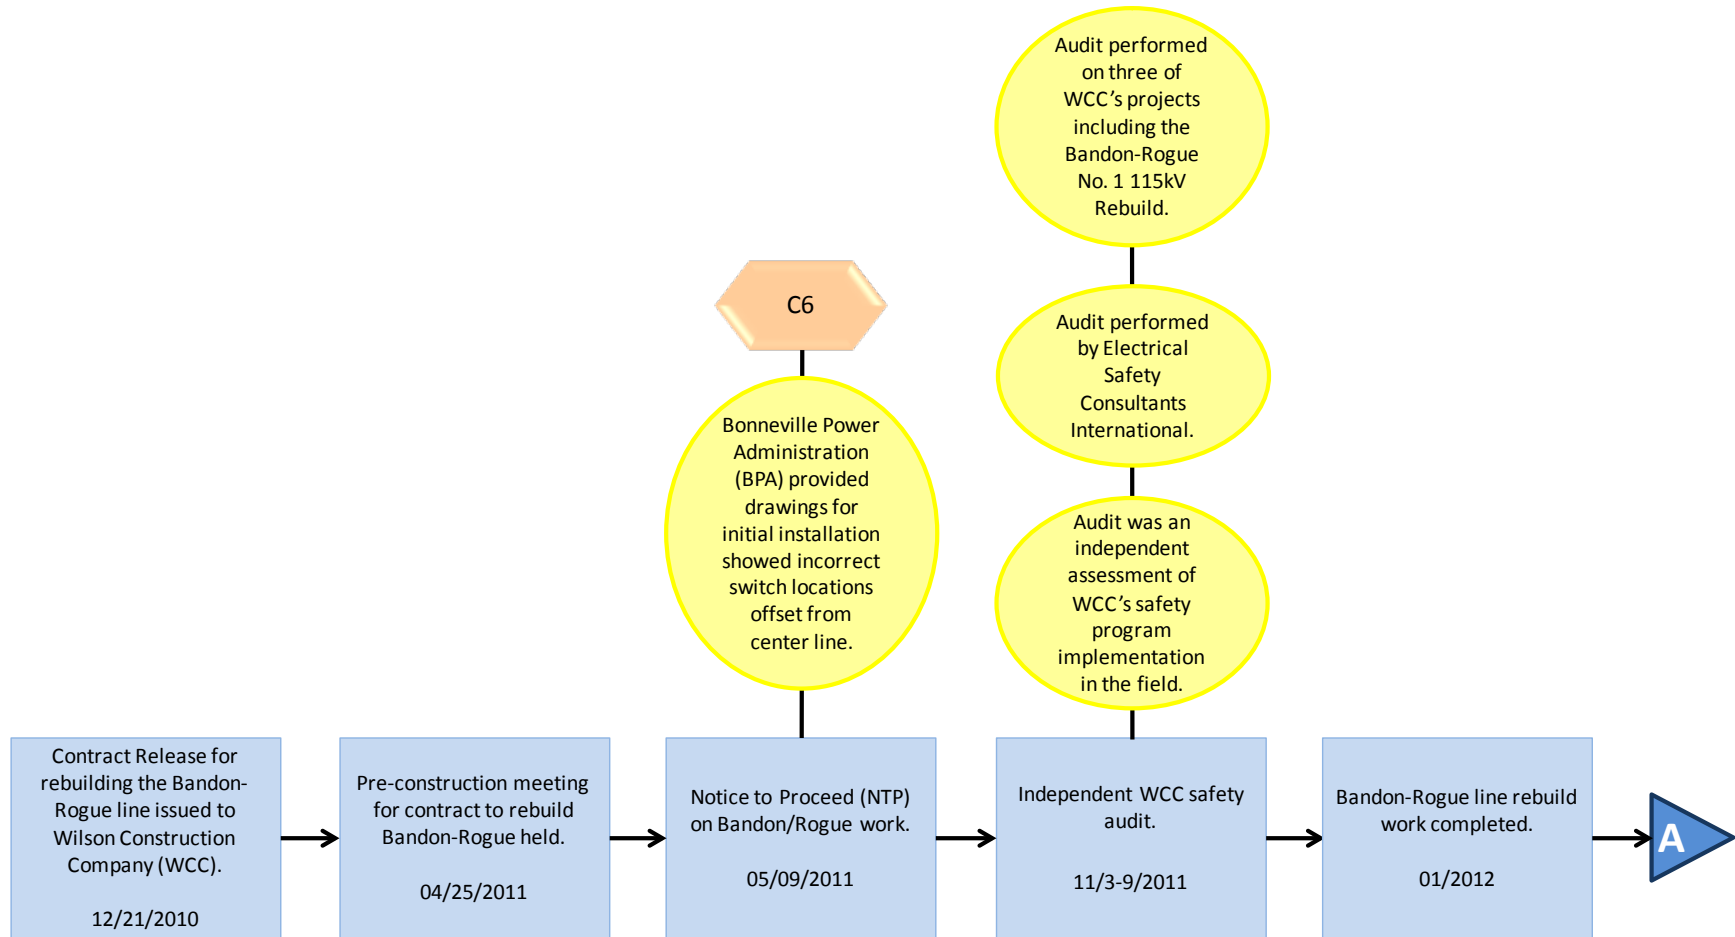 Audit performed
on three of
WCC's projects
including the
Bandon-Rogue
No. 1 115kV
Rebuild.
C6
Audit performed
by Electrical
Safety
Consultants
International.
Bonneville Power
Administration
(BPA) provided
drawings for
initial installation
showed incorrect
switch locations
offset from
center line.
Audit was an
independent
assessment of
WCC's safety
program
implementation
in the field.
Contract Release for
rebuilding the Bandon-
Rogue line issued to
Wilson Construction
Company (WCC).
12/21/2010
Pre-construction meeting
for contract to rebuild
Bandon-Rogue held.
04/25/2011
Notice to Proceed (NTP)
on Bandon/Rogue work.
05/09/2011
Independent WCC safety
audit.
11/3-9/2011
Bandon-Rogue line rebuild
work completed.
01/2012
A